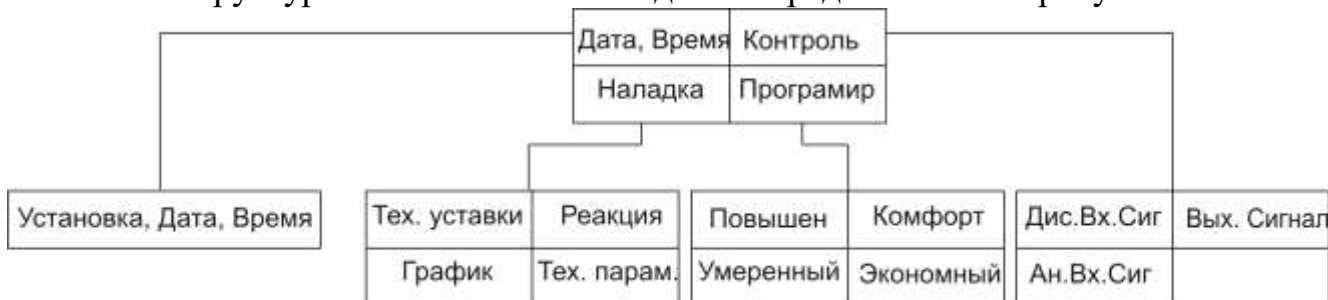 Дата, Время Контроль
Наладка Програмир
Установка, Дата, Время Тех. уставки Реакция Повышен Комфорт Дис.Вх.Сиг Вых. Сигнал
График Тех. парам. Умеренный Экономный Ан.Вх.Сиг